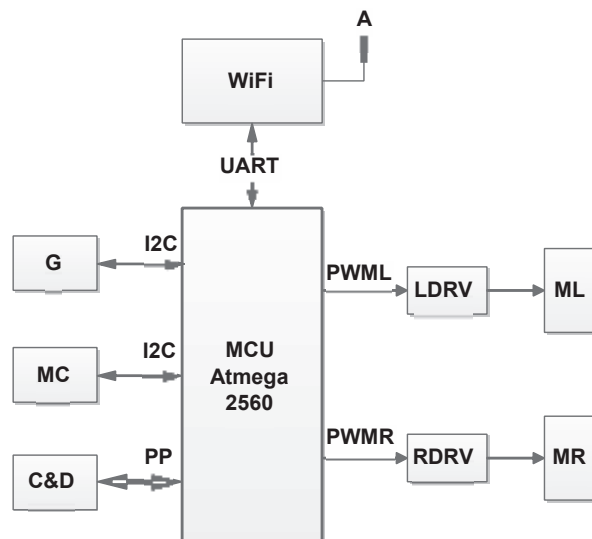 A
WiFi
UART
I2C
G
PWML
LDRV
ML
I2C
MC
MCU
Atmega
2560
PWMR
RDRV
MR
PP
C&D